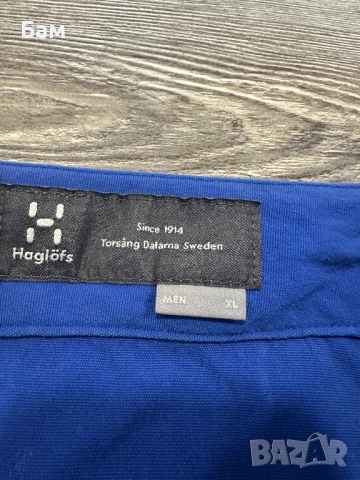 Бам
Since 1914
Torsång Dalarna Sweden
Haglöfs
MEN XL
BAZAR